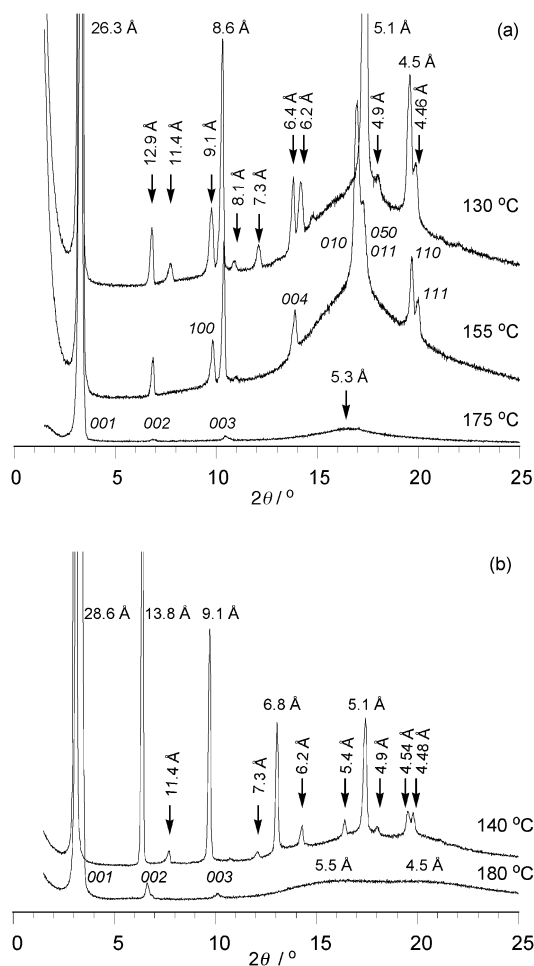 (a)
26.3 Å
8.6 Å
5.1 Å
4.5 Å
12.9 Å
11.4 Å
9.1 Å
8.1 Å
7.3 Å
6.4 Å
6.2 Å
4.9 Å
4.46 Å
130 °C
010
050
011
110
004
111
100
155 °C
5.3 Å
175 °C
001
002
003
0 5 10 15 20 25
2θ / °
(b)
28.6 Å
13.8 Å
9.1 Å
6.8 Å
5.1 Å
11.4 Å
7.3 Å
6.2 Å
5.4 Å
4.9 Å
4.54 Å
4.48 Å
140 °C
001
002
003
5.5 Å
4.5 Å
180 °C
0 5 10 15 20 25
2θ / °